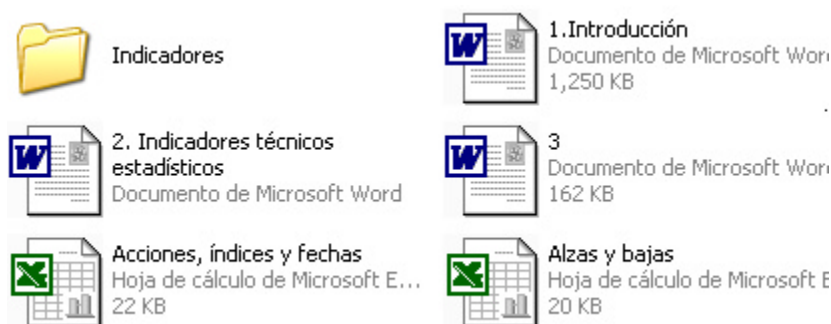 Indicadores
1.Introducción
Documento de Microsoft Word
1,250 KB
2. Indicadores técnicos
estadísticos
Documento de Microsoft Word
3
Documento de Microsoft Word
162 KB
Acciones, índices y fechas
Hoja de cálculo de Microsoft E...
22 KB
Alzas y bajas
Hoja de cálculo de Microsoft E
20 KB